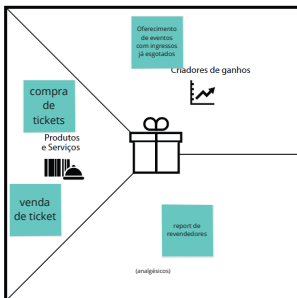 Oferecimento
de eventos
com ingressos
já esgotados
Criadores de ganhos
compra
de
tickets
Produtos
e Serviços
venda
de ticket
report de
revendedores
(analgésicos)